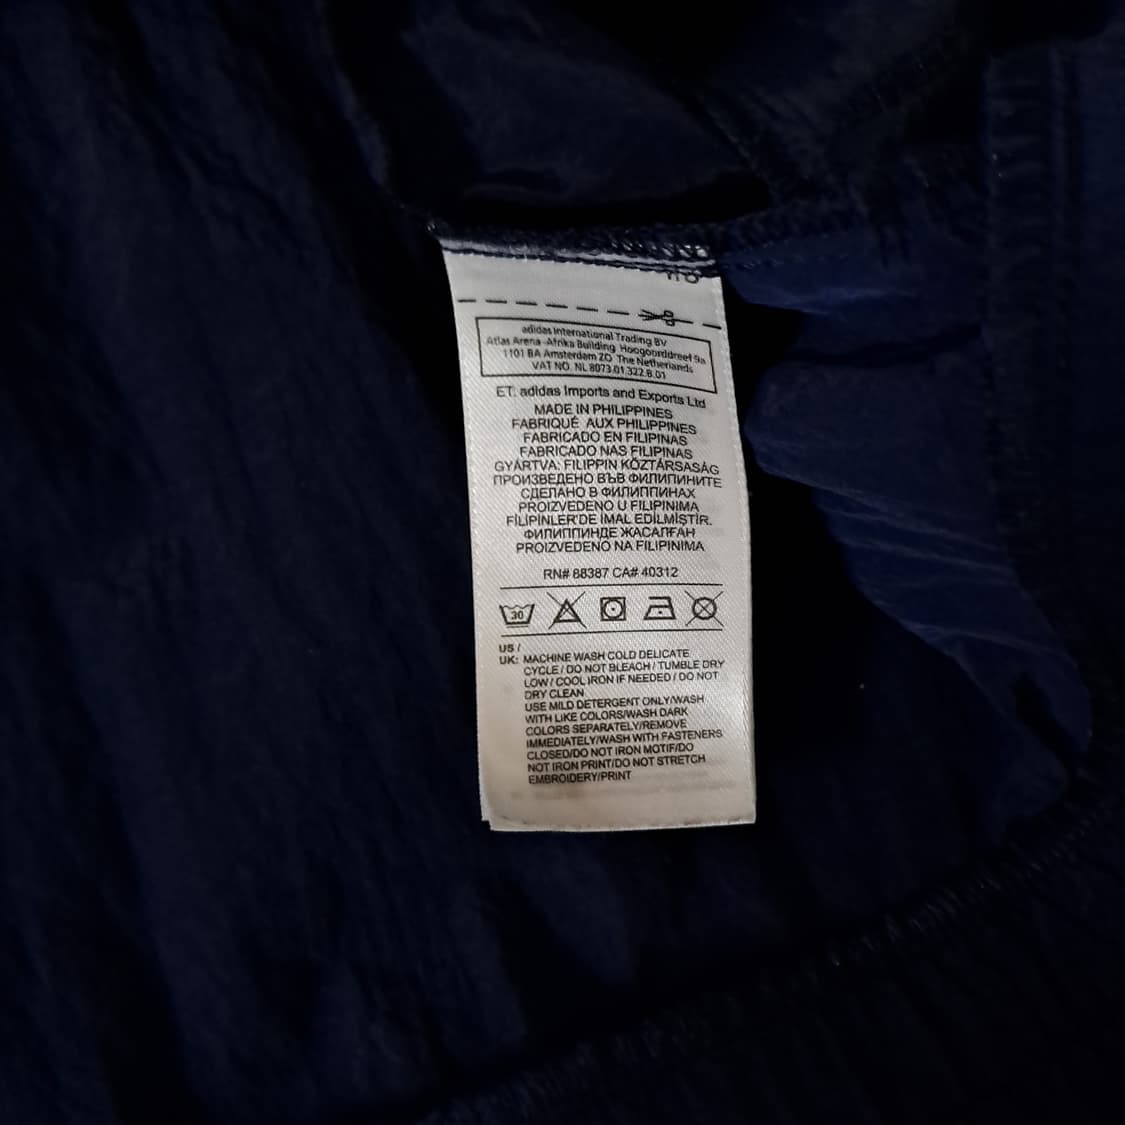 adidas International Trading BV
Atlas Arena -Afrika Building Hoogoorddreef 9a
1101 BA Amsterdam ZO The Netherlands
VAT NO. NL 8073.01.322.B.01
ET: adidas Imports and Exports Ltd
MADE IN PHILIPPINES
FABRIQUÉ AUX PHILIPPINES
FABRICADO EN FILIPINAS
FABRICADO NAS FILIPINAS
GYÁRTVA: FILIPPIN KÖZTÁRSASÁG
ПРОИЗВЕДЕНО ВЪВ ФИЛИПИНИТЕ
СДЕЛАНО В ФИЛИППИНАХ
PROIZVEDENO U FILIPINIMA
FİLİPİNLER'DE İMAL EDİLMİŞTİR.
ФИЛИППИНДЕ ЖАСАЛҒАН
PROIZVEDENO NA FILIPINIMA
RN# 88387 CA# 40312
30
US /
UK: MACHINE WASH COLD DELICATE
CYCLE / DO NOT BLEACH / TUMBLE DRY
LOW / COOL IRON IF NEEDED / DO NOT
DRY CLEAN
USE MILD DETERGENT ONLY/WASH
WITH LIKE COLORS/WASH DARK
COLORS SEPARATELY/REMOVE
IMMEDIATELY/WASH WITH FASTENERS
CLOSED/DO NOT IRON MOTIF/DO
NOT IRON PRINT/DO NOT STRETCH
EMBROIDERY/PRINT